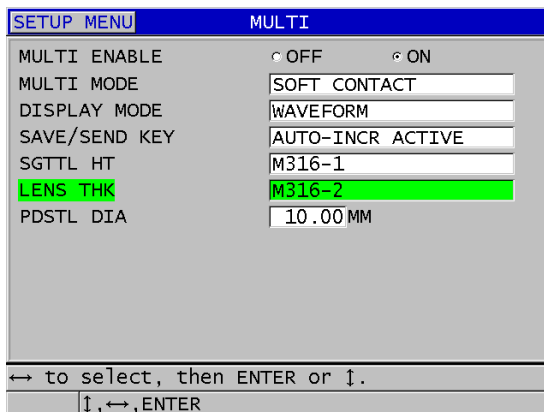 SETUP MENU MULTI
MULTI ENABLE OFF ON
MULTI MODE SOFT CONTACT
DISPLAY MODE WAVEFORM
SAVE/SEND KEY AUTO-INCR ACTIVE
SGTTL HT M316-1
LENS THK M316-2
PDSTL DIA 10.00 MM
↔ to select, then ENTER or ↕.
↕,↔,ENTER